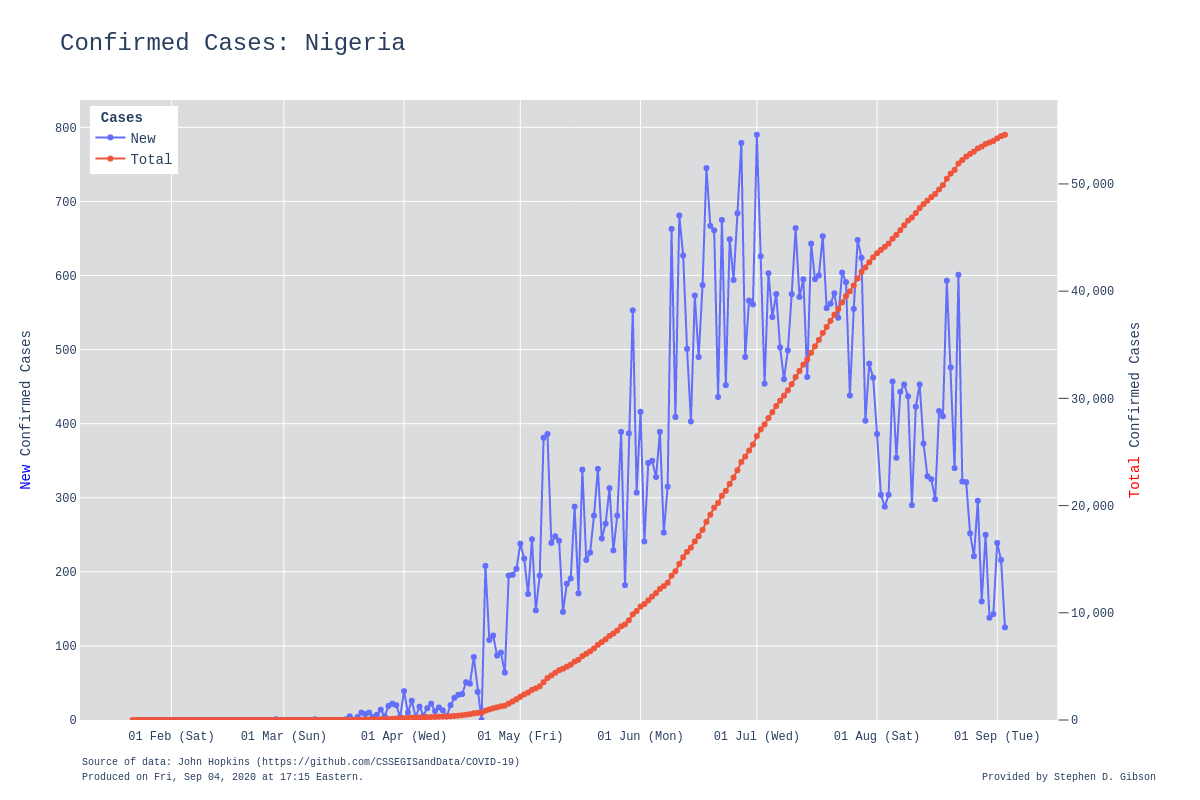 Confirmed Cases: Nigeria
Cases
New
Total
800
700
600
500
400
300
200
100
0
New Confirmed Cases
50,000
40,000
30,000
20,000
10,000
0
Total Confirmed Cases
01 Feb (Sat) 01 Mar (Sun) 01 Apr (Wed) 01 May (Fri) 01 Jun (Mon) 01 Jul (Wed) 01 Aug (Sat) 01 Sep (Tue)
Source of data: John Hopkins (https://github.com/CSSEGISandData/COVID-19)
Produced on Fri, Sep 04, 2020 at 17:15 Eastern.
Provided by Stephen D. Gibson